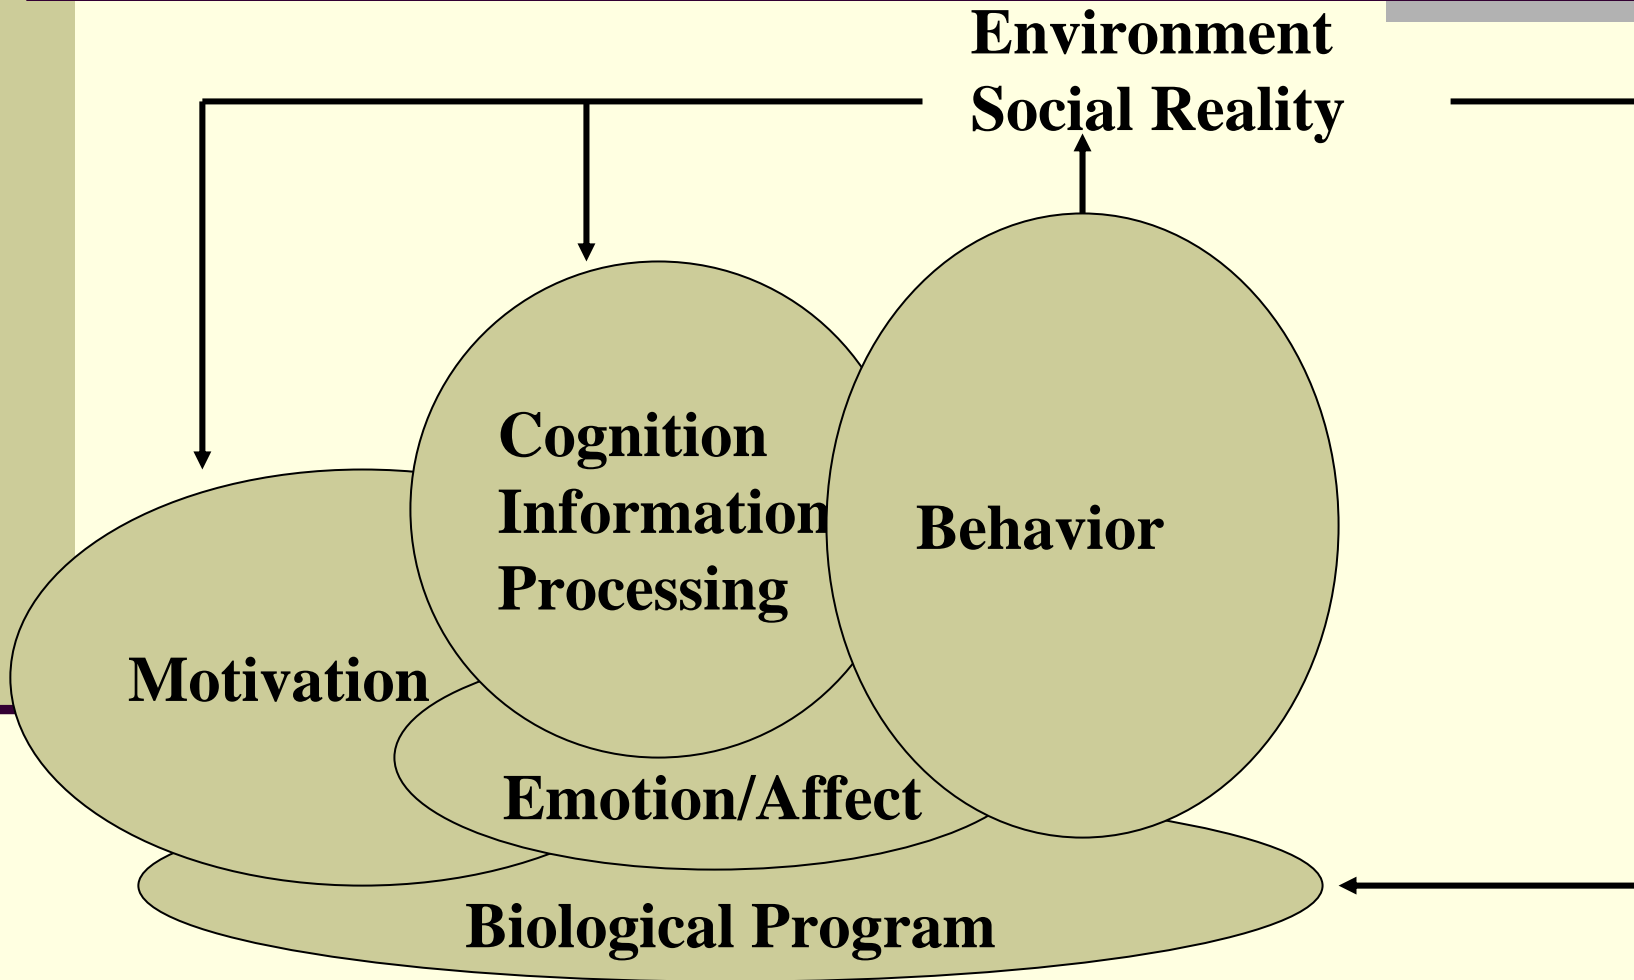 Environment
Social Reality
Cognition
Information
Processing
Behavior
Motivation
Emotion/Affect
Biological Program